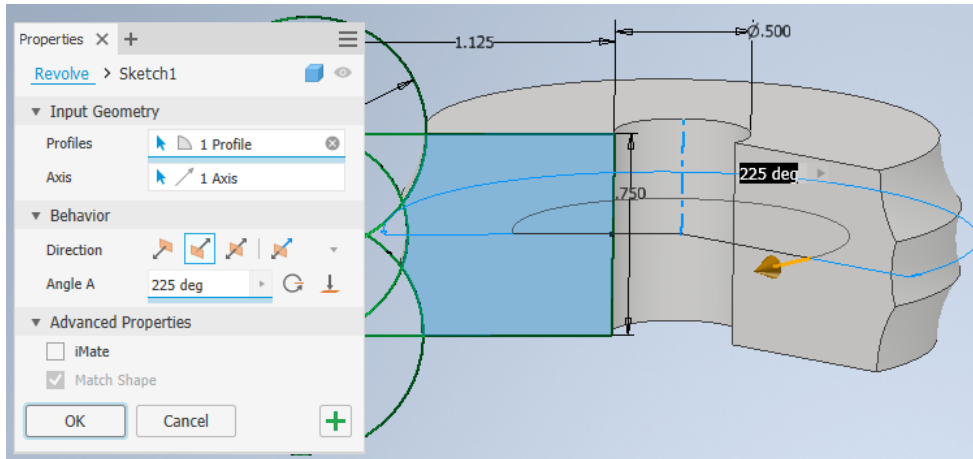 Properties × +
Revolve > Sketch1
Input Geometry
Profiles 1 Profile
Axis 1 Axis
Behavior
Direction
Angle A 225 deg
Advanced Properties
iMate
Match Shape
OK Cancel
1.125
Ø.500
225 deg
.750